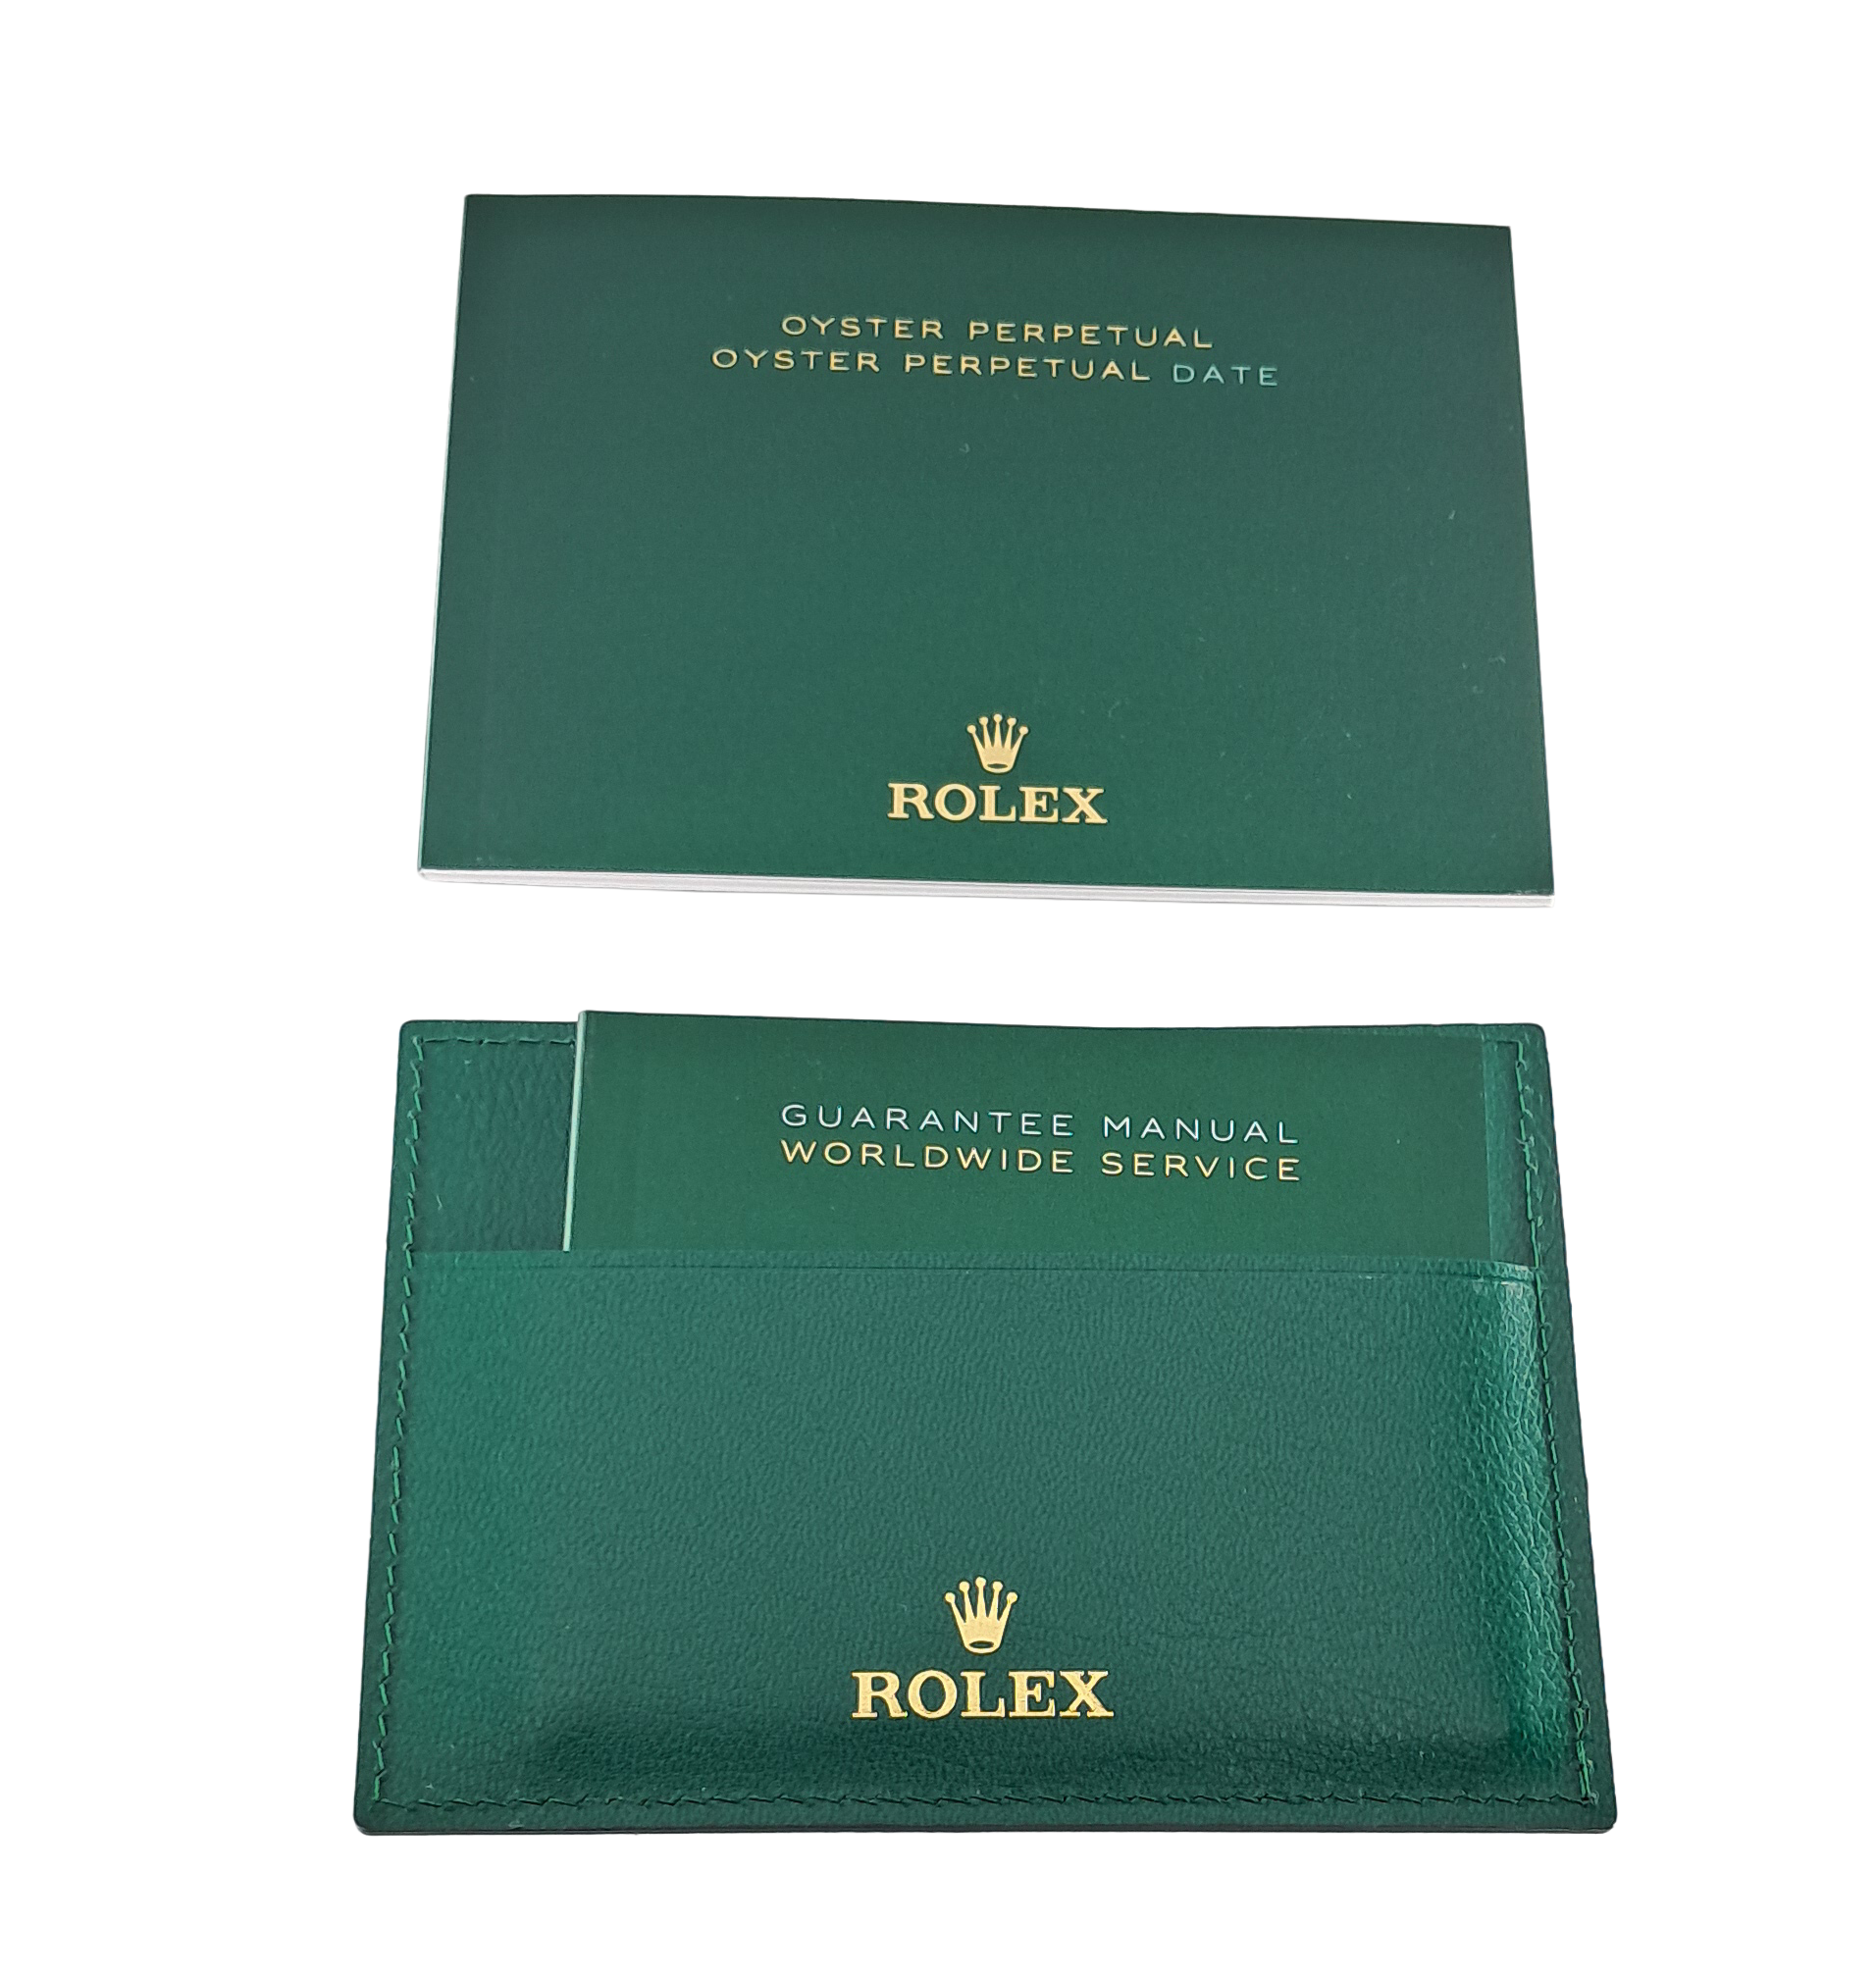 OYSTER PERPETUAL
OYSTER PERPETUAL DATE
ROLEX
GUARANTEE MANUAL
WORLDWIDE SERVICE
ROLEX